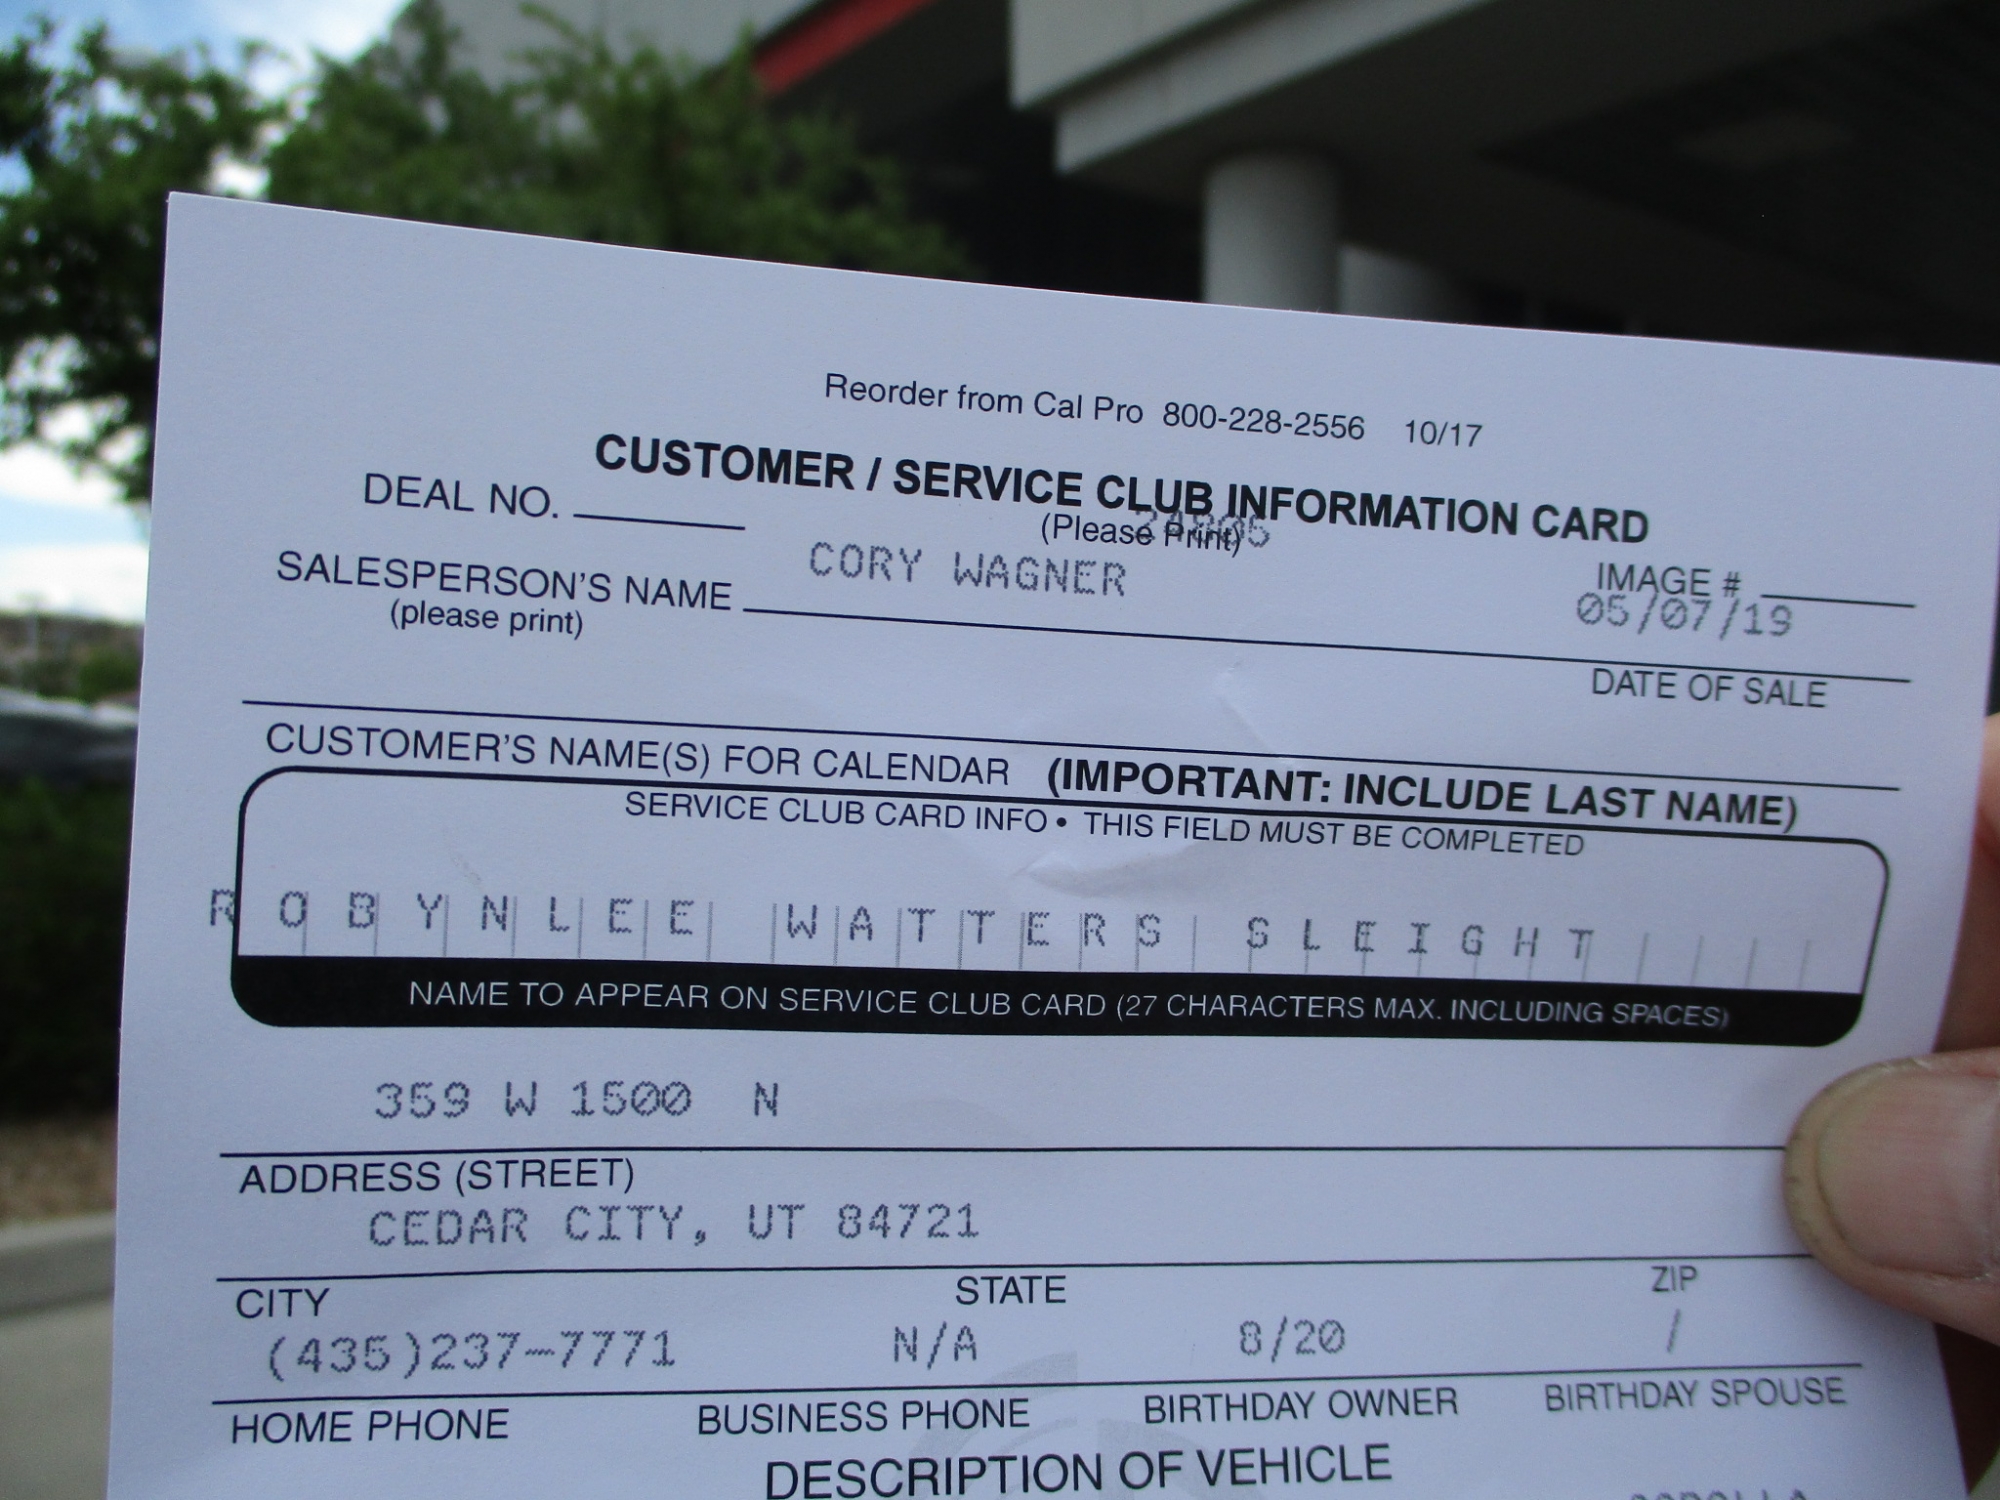 Reorder from Cal Pro 800-228-2556 10/17
CUSTOMER / SERVICE CLUB INFORMATION CARD
DEAL NO.
(Please Print)
CORY WAGNER
SALESPERSON'S NAME
(please print)
IMAGE #
05/07/19
DATE OF SALE
CUSTOMER'S NAME(S) FOR CALENDAR (IMPORTANT: INCLUDE LAST NAME)
SERVICE CLUB CARD INFO • THIS FIELD MUST BE COMPLETED
ROBYNLEE WATTERS SLEIGHT
NAME TO APPEAR ON SERVICE CLUB CARD (27 CHARACTERS MAX. INCLUDING SPACES)
359 W 1500 N
ADDRESS (STREET)
CEDAR CITY, UT 84721
CITY STATE ZIP
(435)237-7771 N/A 8/20 /
HOME PHONE BUSINESS PHONE BIRTHDAY OWNER BIRTHDAY SPOUSE
DESCRIPTION OF VEHICLE